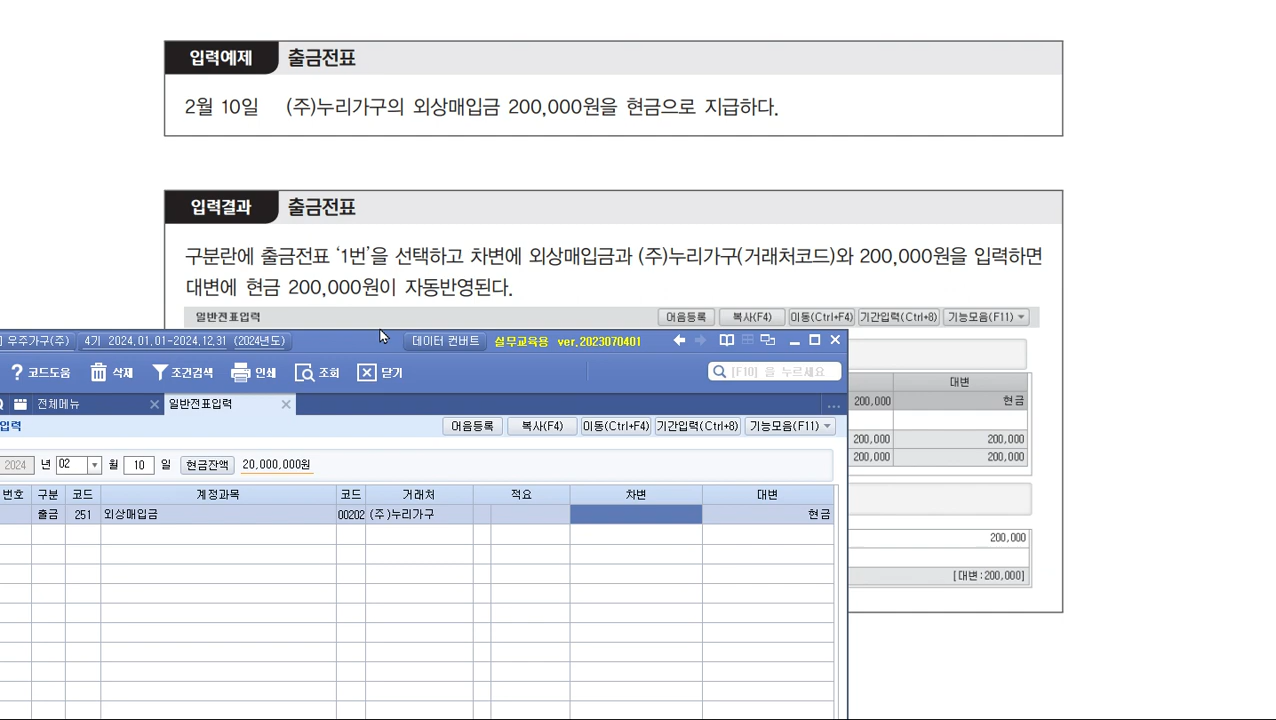 입력예제 출금전표
2월 10일 (주)누리가구의 외상매입금 200,000원을 현금으로 지급하다.
입력결과 출금전표
구분란에 출금전표 ‘1번’을 선택하고 차변에 외상매입금과 (주)누리가구(거래처코드)와 200,000원을 입력하면
대변에 현금 200,000원이 자동반영된다.
일반전표입력 어음등록 복사(F4) 이동(Ctrl+F4) 기간입력(Ctrl+8) 기능모음(F11)
] 우주가구(주) 4기 2024.01.01~2024.12.31 (2024년도) 데이터 컨버트 실무교육용 ver.2023070401
? 코드도움 삭제 조건검색 인쇄 조회 닫기 [F10] 을 누르세요
대변
200,000 현금
전체메뉴 일반전표입력 ...
입력 어음등록 복사(F4) 이동(Ctrl+F4) 기간입력(Ctrl+8) 기능모음(F11)
200,000 200,000
200,000 200,000
2024 년 02 월 10 일 현금잔액 20,000,000원
번호 구분 코드 계정과목 코드 거래처 적요 차변 대변
출금 251 외상매입금 00202 (주)누리가구 현금
200,000
[대변:200,000]